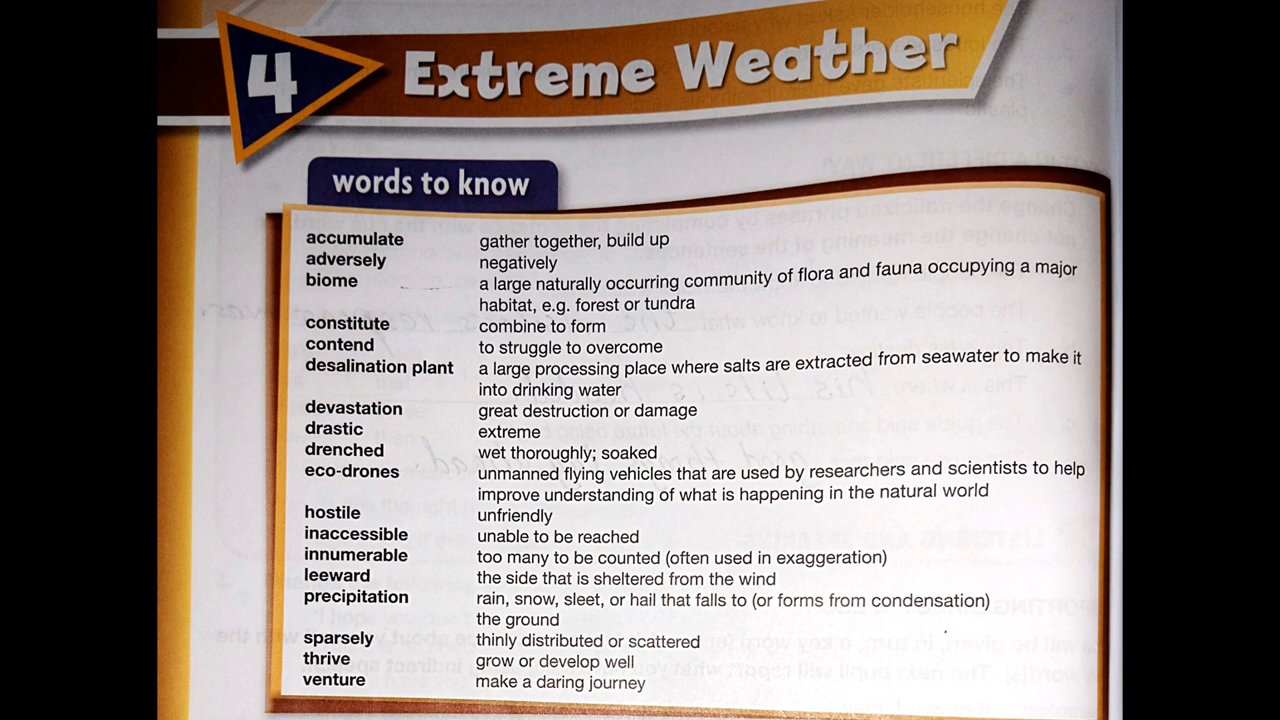 4 Extreme Weather
words to know
accumulate gather together, build up
adversely negatively
biome a large naturally occurring community of flora and fauna occupying a major
habitat, e.g. forest or tundra
constitute combine to form
contend to struggle to overcome
desalination plant a large processing place where salts are extracted from seawater to make it
into drinking water
devastation great destruction or damage
drastic extreme
drenched wet thoroughly; soaked
eco-drones unmanned flying vehicles that are used by researchers and scientists to help
improve understanding of what is happening in the natural world
hostile unfriendly
inaccessible unable to be reached
innumerable too many to be counted (often used in exaggeration)
leeward the side that is sheltered from the wind
precipitation rain, snow, sleet, or hail that falls to (or forms from condensation)
the ground
sparsely thinly distributed or scattered
thrive grow or develop well
venture make a daring journey